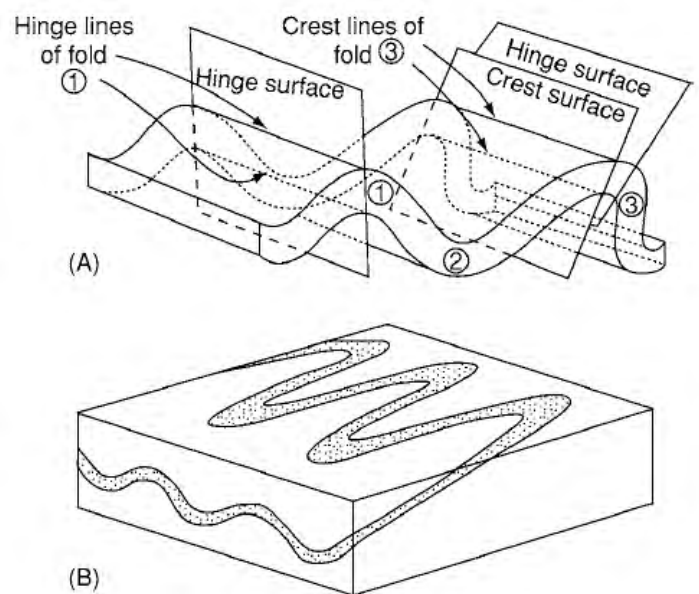 Hinge lines
of fold
①
Hinge surface
Crest lines of
fold ③
Hinge surface
Crest surface
①
②
③
(A)
(B)